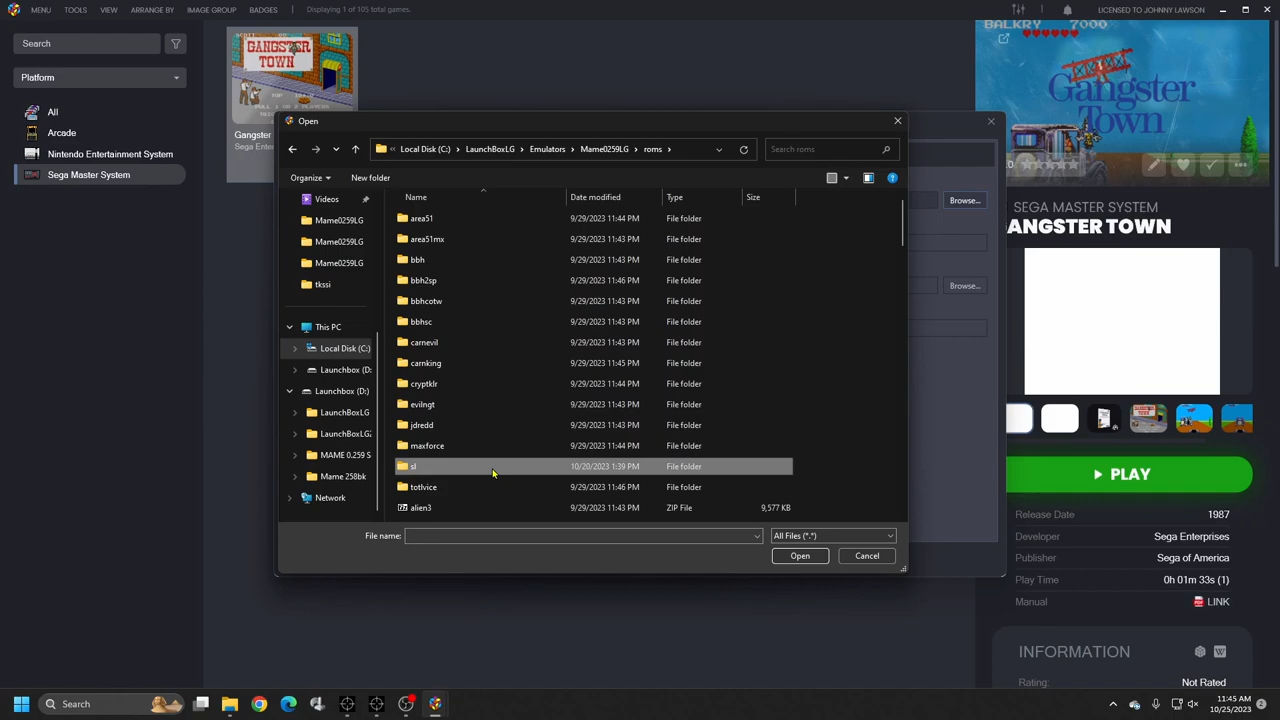 MENU TOOLS VIEW ARRANGE BY IMAGE GROUP BADGES Displaying 1 of 105 total games. LICENSED TO JOHNNY LAWSON
Search
Platform
All
Arcade
Nintendo Entertainment System
Sega Master System
GANGSTER
TOWN
Gangster
Sega Ente
BALKRY 7000
Gangster
Town
Open
Local Disk (C:) LaunchBoxLG Emulators Mame0259LG roms
Search roms
Organize New folder
Name Date modified Type Size
Videos
Mame0259LG
Mame0259LG
Mame0259LG
tkssi
This PC
Local Disk (C:)
Launchbox (D:
Launchbox (D:)
LaunchBoxLG
LaunchBoxLG2
MAME 0.259 S
Mame 258bk
Network
area51 9/29/2023 11:44 PM File folder
area51mx 9/29/2023 11:43 PM File folder
bbh 9/29/2023 11:43 PM File folder
bbh2sp 9/29/2023 11:46 PM File folder
bbhcotw 9/29/2023 11:43 PM File folder
bbhsc 9/29/2023 11:43 PM File folder
carnevil 9/29/2023 11:43 PM File folder
carnking 9/29/2023 11:45 PM File folder
cryptklr 9/29/2023 11:43 PM File folder
evilngt 9/29/2023 11:43 PM File folder
jdredd 9/29/2023 11:43 PM File folder
maxforce 9/29/2023 11:44 PM File folder
sl 10/20/2023 1:39 PM File folder
totlvice 9/29/2023 11:46 PM File folder
alien3 9/29/2023 11:43 PM ZIP File 9,577 KB
File name: All Files (*.*)
Open Cancel
Browse...
Browse...
SEGA MASTER SYSTEM
GANGSTER TOWN
PLAY
Release Date 1987
Developer Sega Enterprises
Publisher Sega of America
Play Time 0h 01m 33s (1)
Manual LINK
INFORMATION
Rating: Not Rated
Search
11:45 AM
10/25/2023